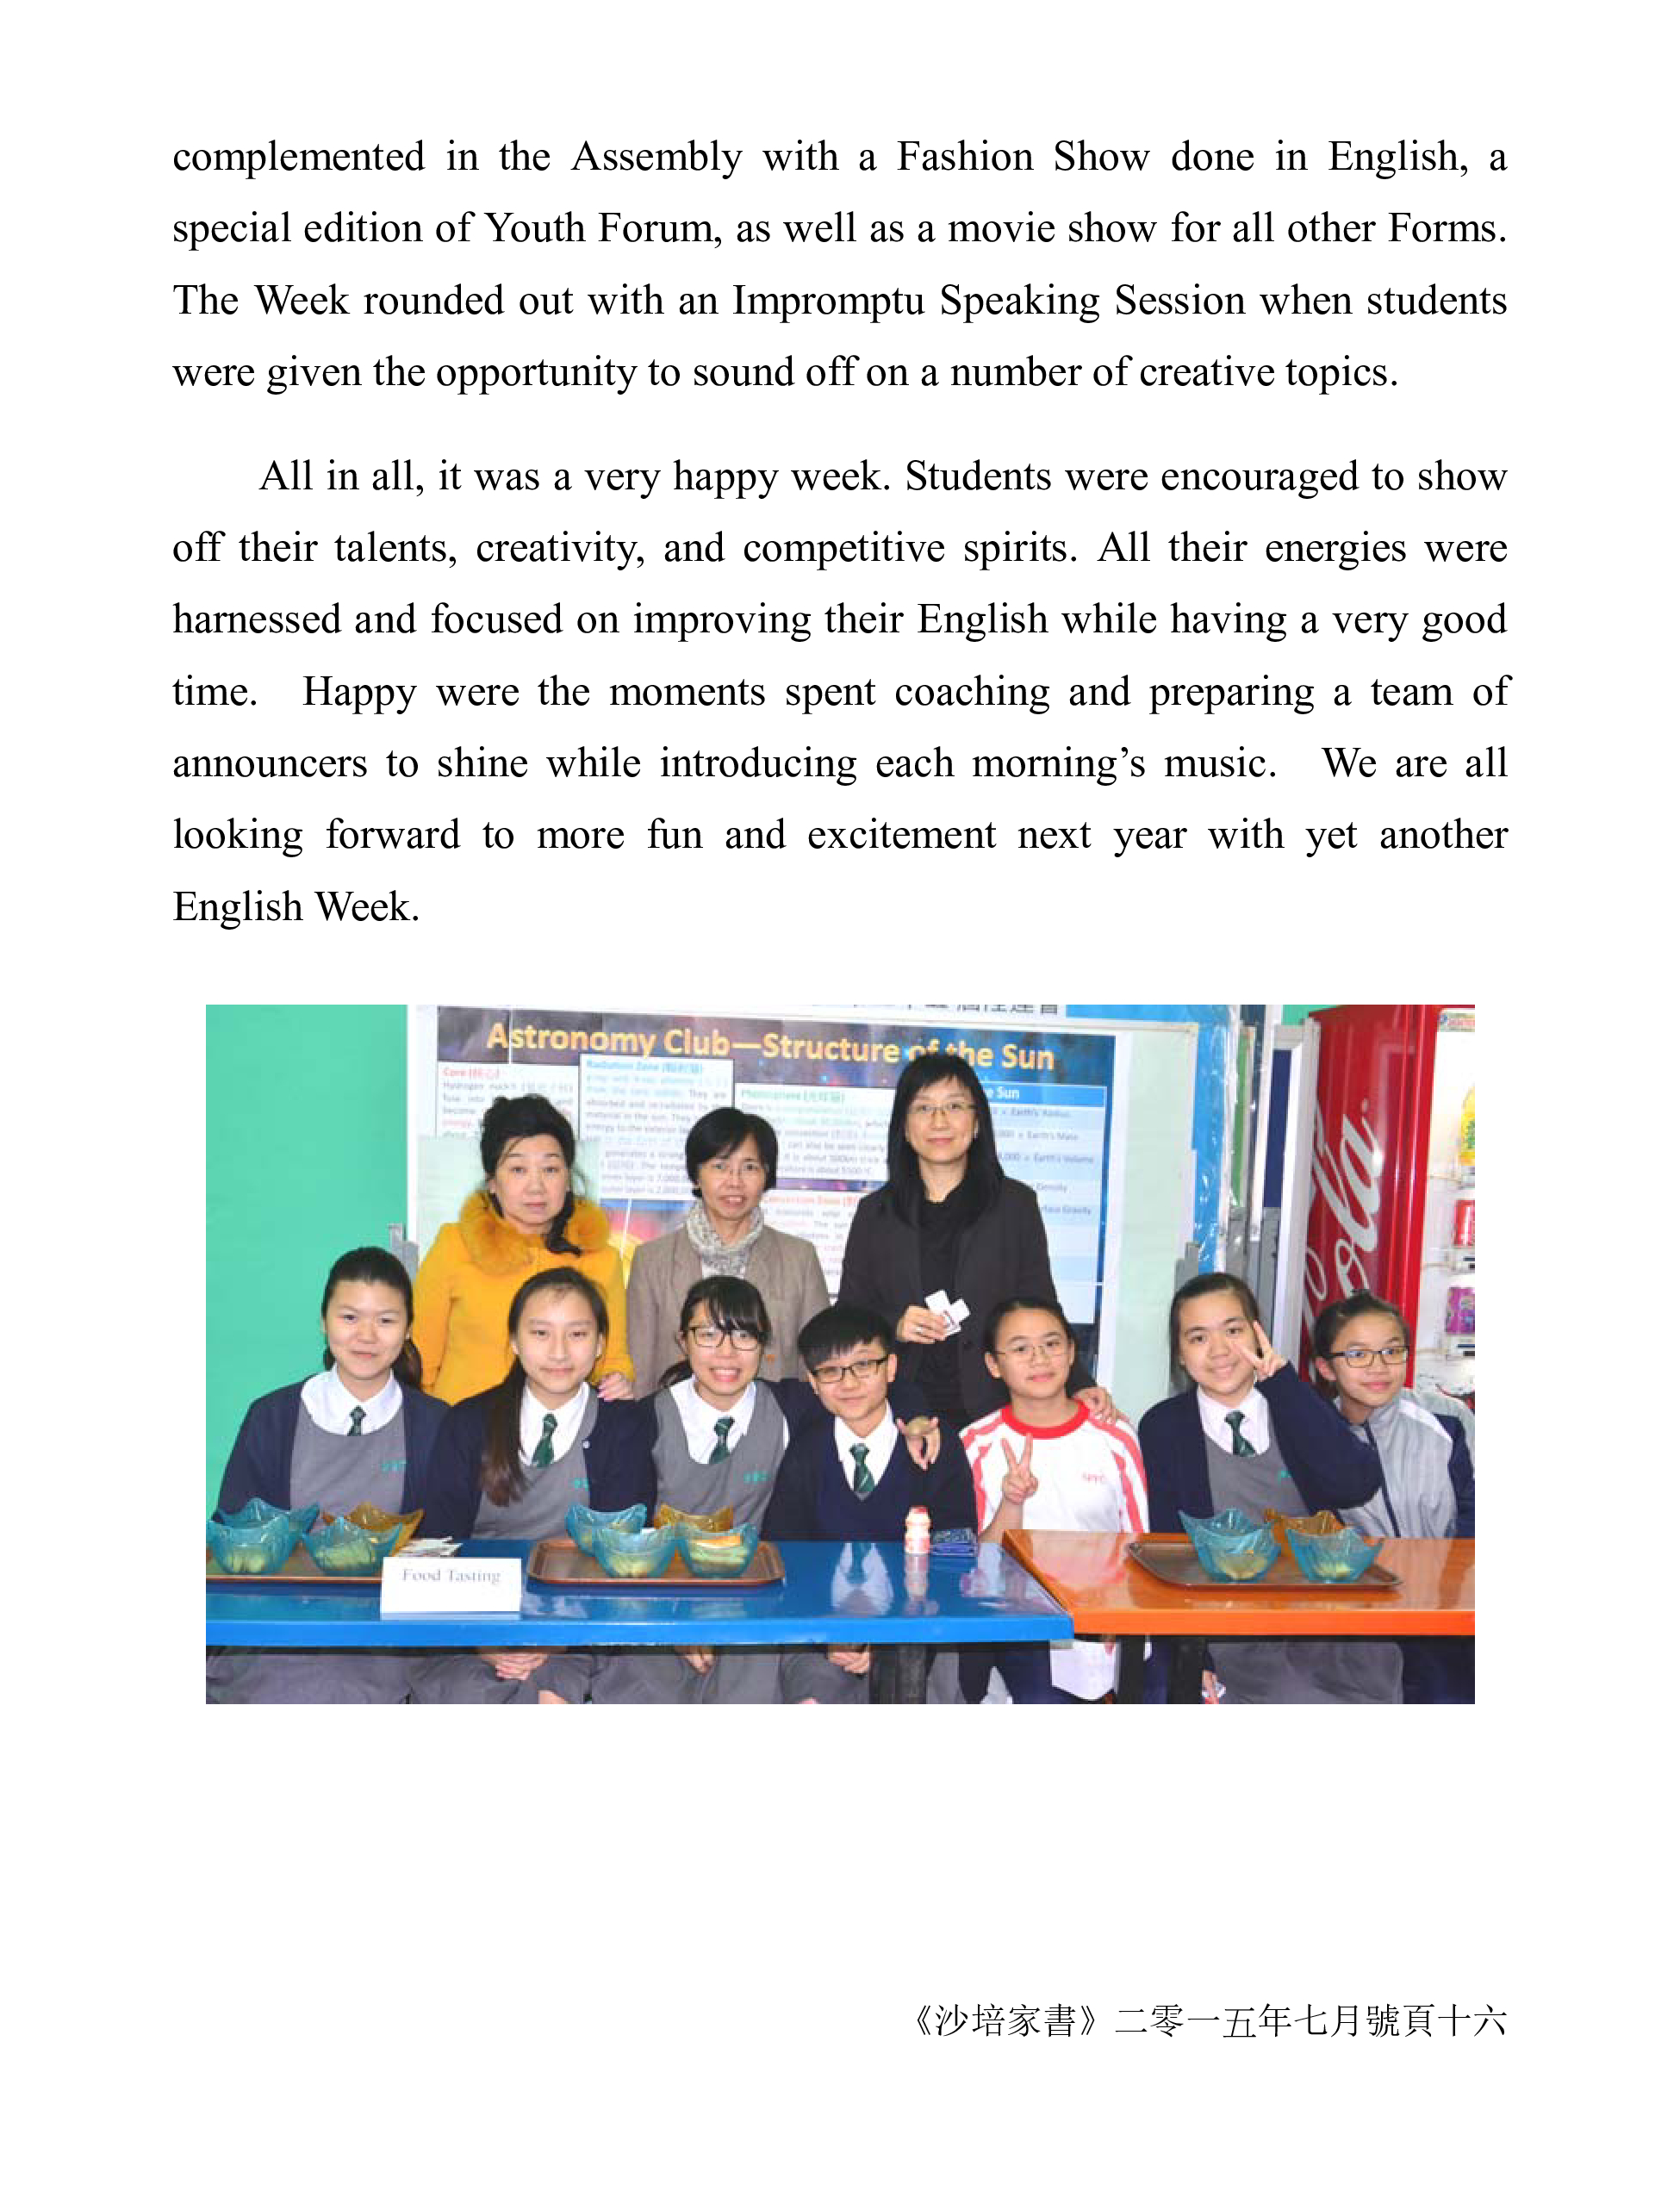 complemented in the Assembly with a Fashion Show done in English, a
special edition of Youth Forum, as well as a movie show for all other Forms.
The Week rounded out with an Impromptu Speaking Session when students
were given the opportunity to sound off on a number of creative topics.
All in all, it was a very happy week. Students were encouraged to show
off their talents, creativity, and competitive spirits. All their energies were
harnessed and focused on improving their English while having a very good
time. Happy were the moments spent coaching and preparing a team of
announcers to shine while introducing each morning’s music. We are all
looking forward to more fun and excitement next year with yet another
English Week.
Astronomy Club—Structure of the Sun
Radiation Zone
Core
Food Tasting
《沙培家書》二零一五年七月號頁十六